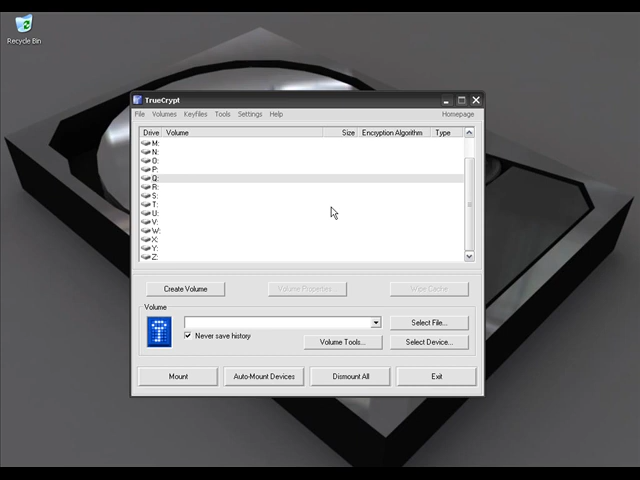 Recycle Bin
TrueCrypt
File Volumes Keyfiles Tools Settings Help Homepage
Drive Volume Size Encryption Algorithm Type
M:
N:
O:
P:
Q:
R:
S:
T:
U:
V:
W:
X:
Y:
Z:
Create Volume Volume Properties Wipe Cache
Volume
Select File...
Never save history
Volume Tools... Select Device...
Mount Auto-Mount Devices Dismount All Exit